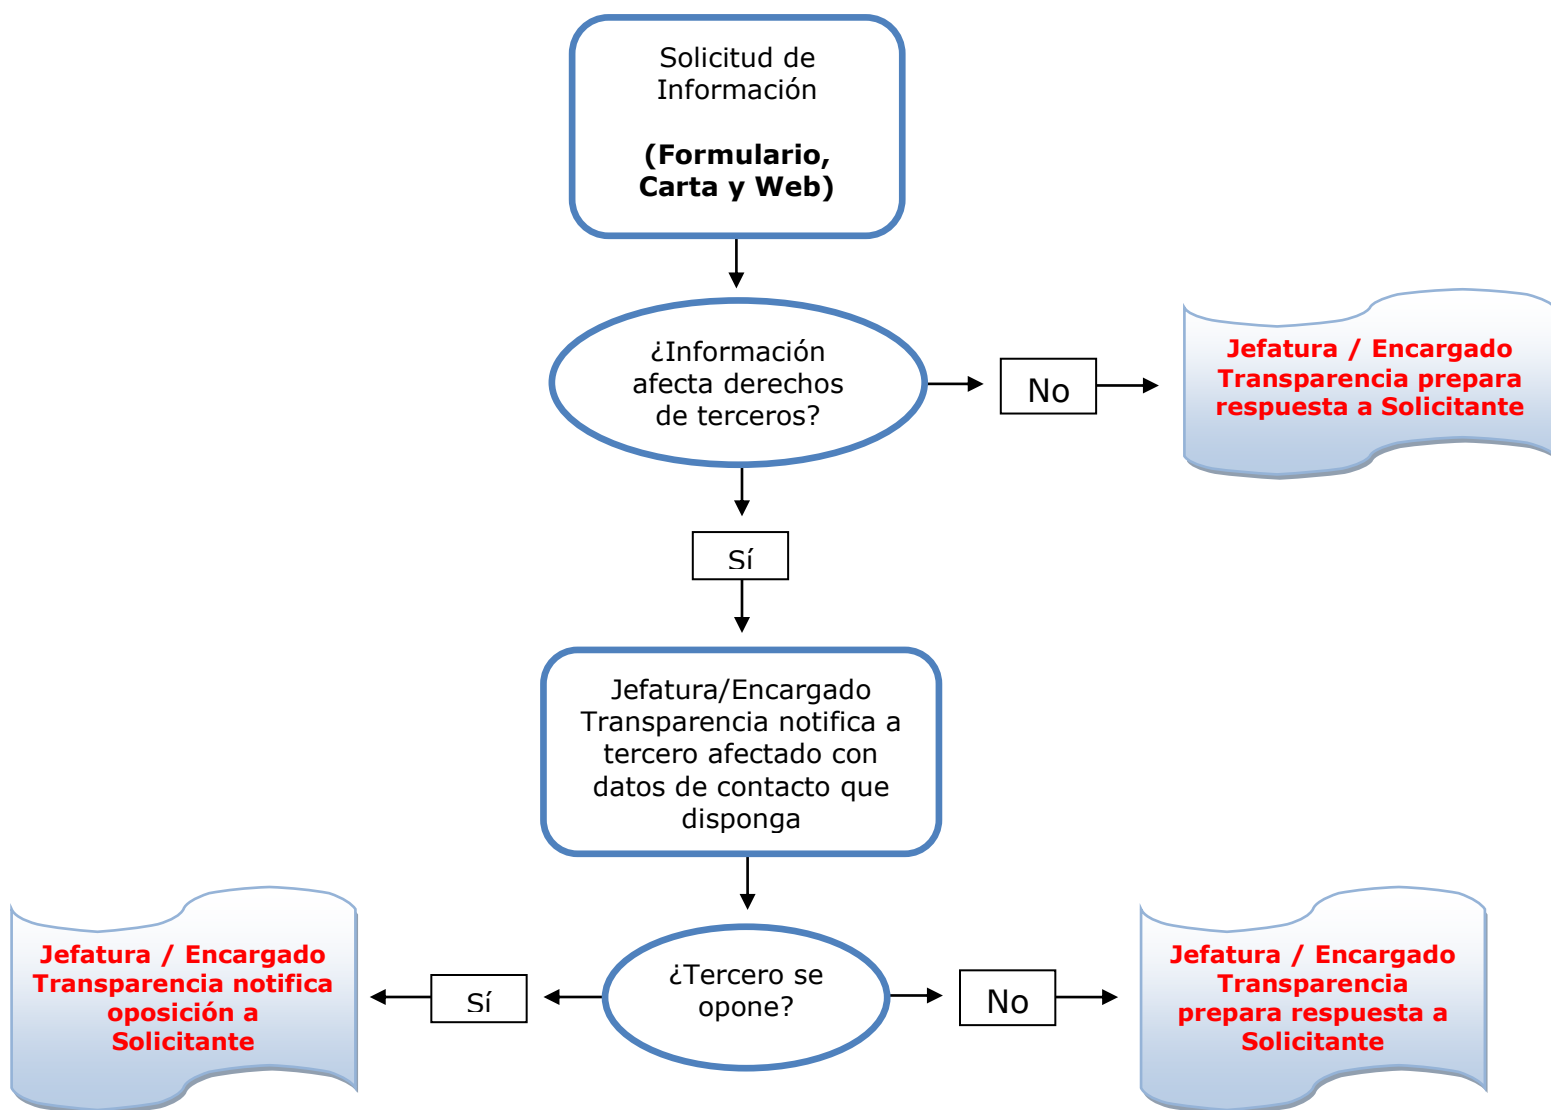 Solicitud de
Información
(Formulario,
Carta y Web)
¿Información
afecta derechos
de terceros?
No
Jefatura / Encargado
Transparencia prepara
respuesta a Solicitante
Sí
Jefatura/Encargado
Transparencia notifica a
tercero afectado con
datos de contacto que
disponga
¿Tercero se
opone?
Sí
Jefatura / Encargado
Transparencia notifica
oposición a
Solicitante
No
Jefatura / Encargado
Transparencia
prepara respuesta a
Solicitante